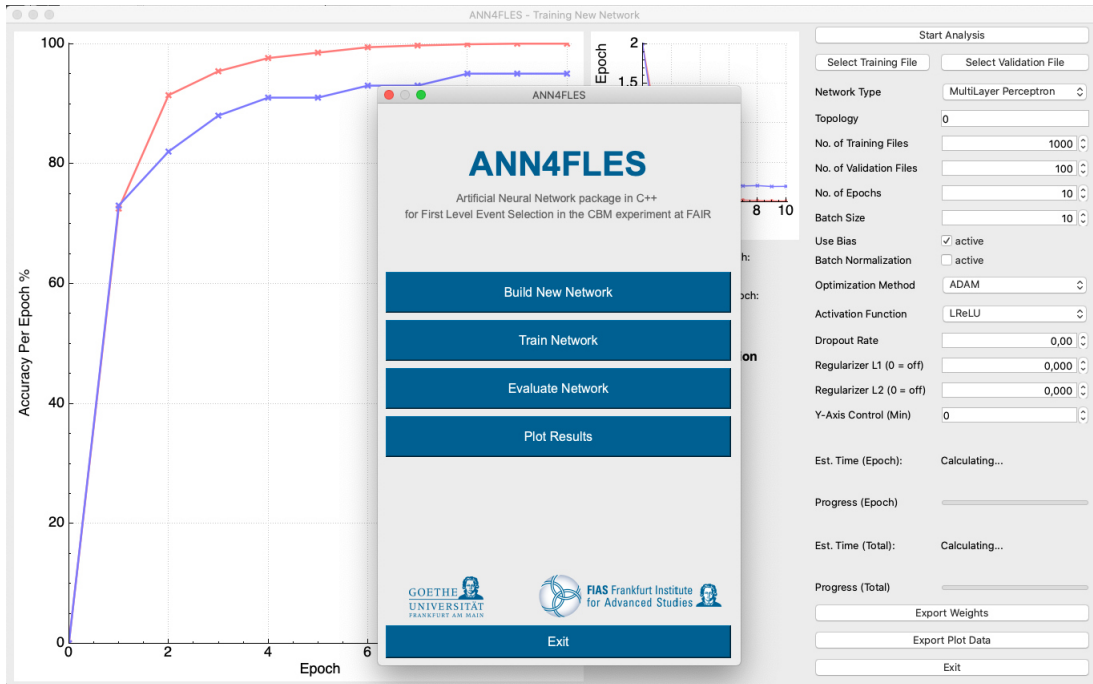 ANN4FLES - Training New Network
100
80
60
40
20
0
0
2
4
6
Accuracy Per Epoch %
Epoch
Epoch
2
1.5
8
10
h:
och:
on
ANN4FLES
ANN4FLES
Artificial Neural Network package in C++
for First Level Event Selection in the CBM experiment at FAIR
Build New Network
Train Network
Evaluate Network
Plot Results
GOETHE
UNIVERSITÄT
FRANKFURT AM MAIN
FIAS Frankfurt Institute
for Advanced Studies
Exit
Start Analysis
Select Training File
Select Validation File
Network Type
MultiLayer Perceptron
Topology
0
No. of Training Files
1000
No. of Validation Files
100
No. of Epochs
10
Batch Size
10
Use Bias
active
Batch Normalization
active
Optimization Method
ADAM
Activation Function
LReLU
Dropout Rate
0,00
Regularizer L1 (0 = off)
0,000
Regularizer L2 (0 = off)
0,000
Y-Axis Control (Min)
0
Est. Time (Epoch):
Calculating...
Progress (Epoch)
Est. Time (Total):
Calculating...
Progress (Total)
Export Weights
Export Plot Data
Exit